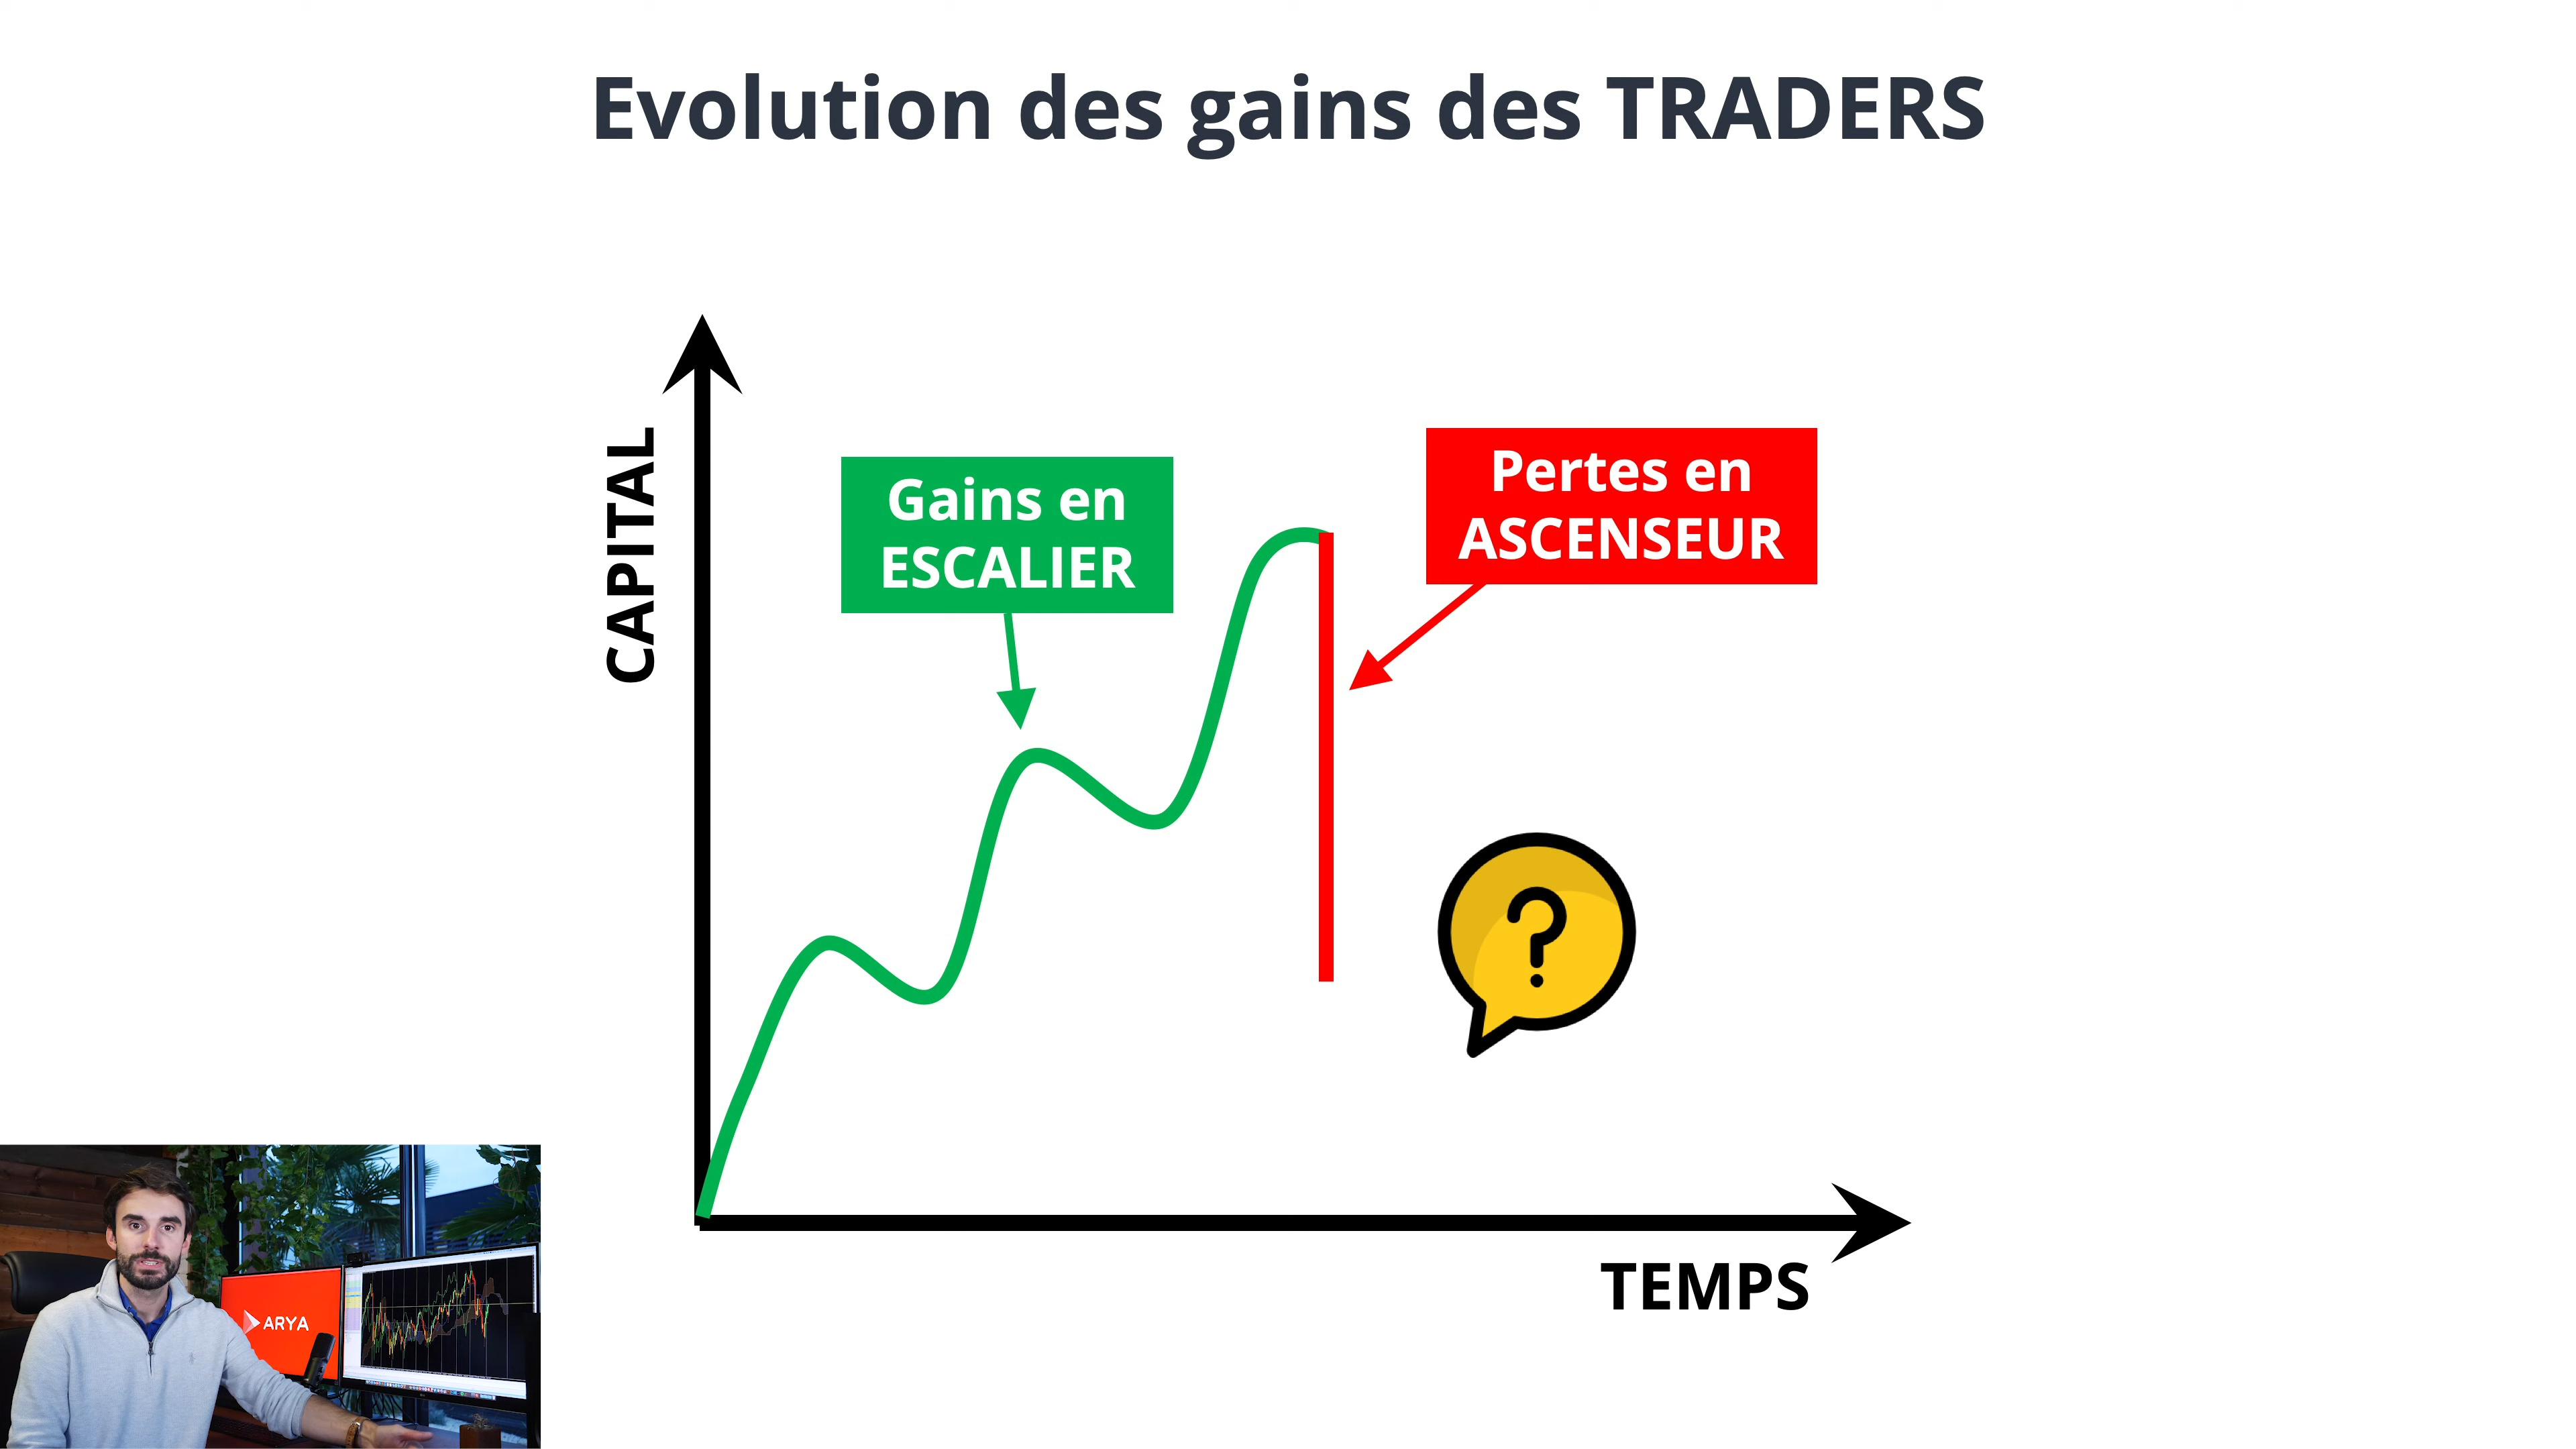 Evolution des gains des TRADERS
CAPITAL
Gains en
ESCALIER
Pertes en
ASCENSEUR
?
TEMPS
ARYA